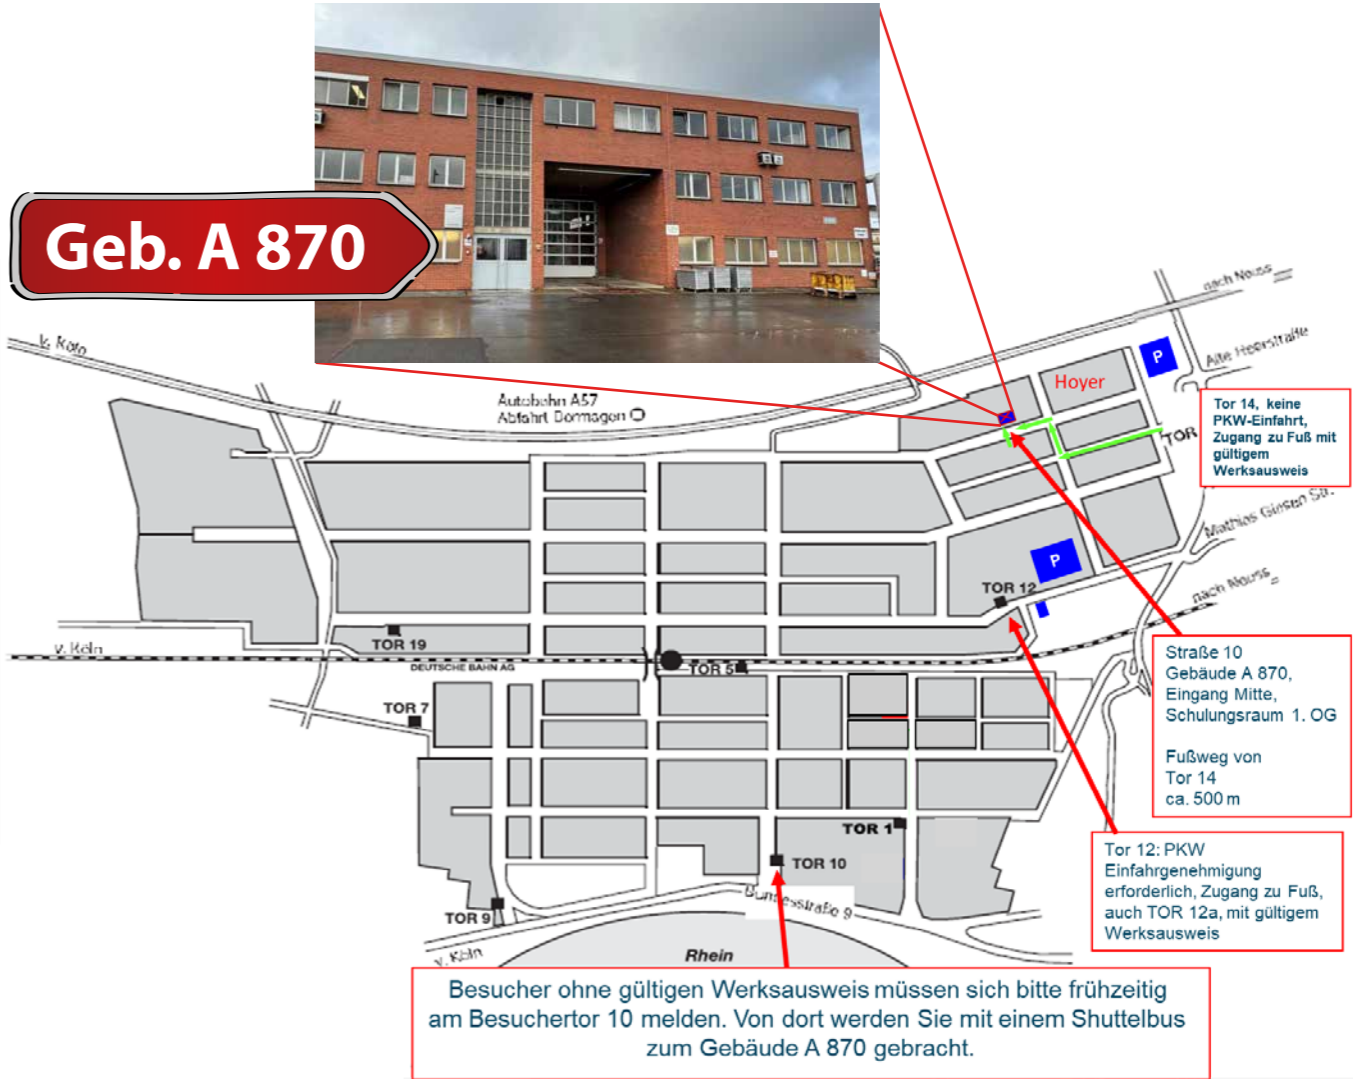 Geb. A 870
v. Köln
nach Neuss
Alte Heerstraße
P
Hoyer
Autobahn A57
Abfahrt Dormagen
Tor 14, keine
PKW-Einfahrt,
Zugang zu Fuß mit
gültigem
Werksausweis
TOR
Mathias Giesen Str.
P
TOR 12
nach Neuss
TOR 19
v. Köln
DEUTSCHE BAHN AG
TOR 5
Straße 10
Gebäude A 870,
Eingang Mitte,
Schulungsraum 1. OG
Fußweg von
Tor 14
ca. 500 m
TOR 7
TOR 1
TOR 10
Tor 12: PKW
Einfahrgenehmigung
erforderlich, Zugang zu Fuß,
auch TOR 12a, mit gültigem
Werksausweis
TOR 9
Bundesstraße 9
v. Köln
Rhein
Besucher ohne gültigen Werksausweis müssen sich bitte frühzeitig
am Besuchertor 10 melden. Von dort werden Sie mit einem Shuttelbus
zum Gebäude A 870 gebracht.